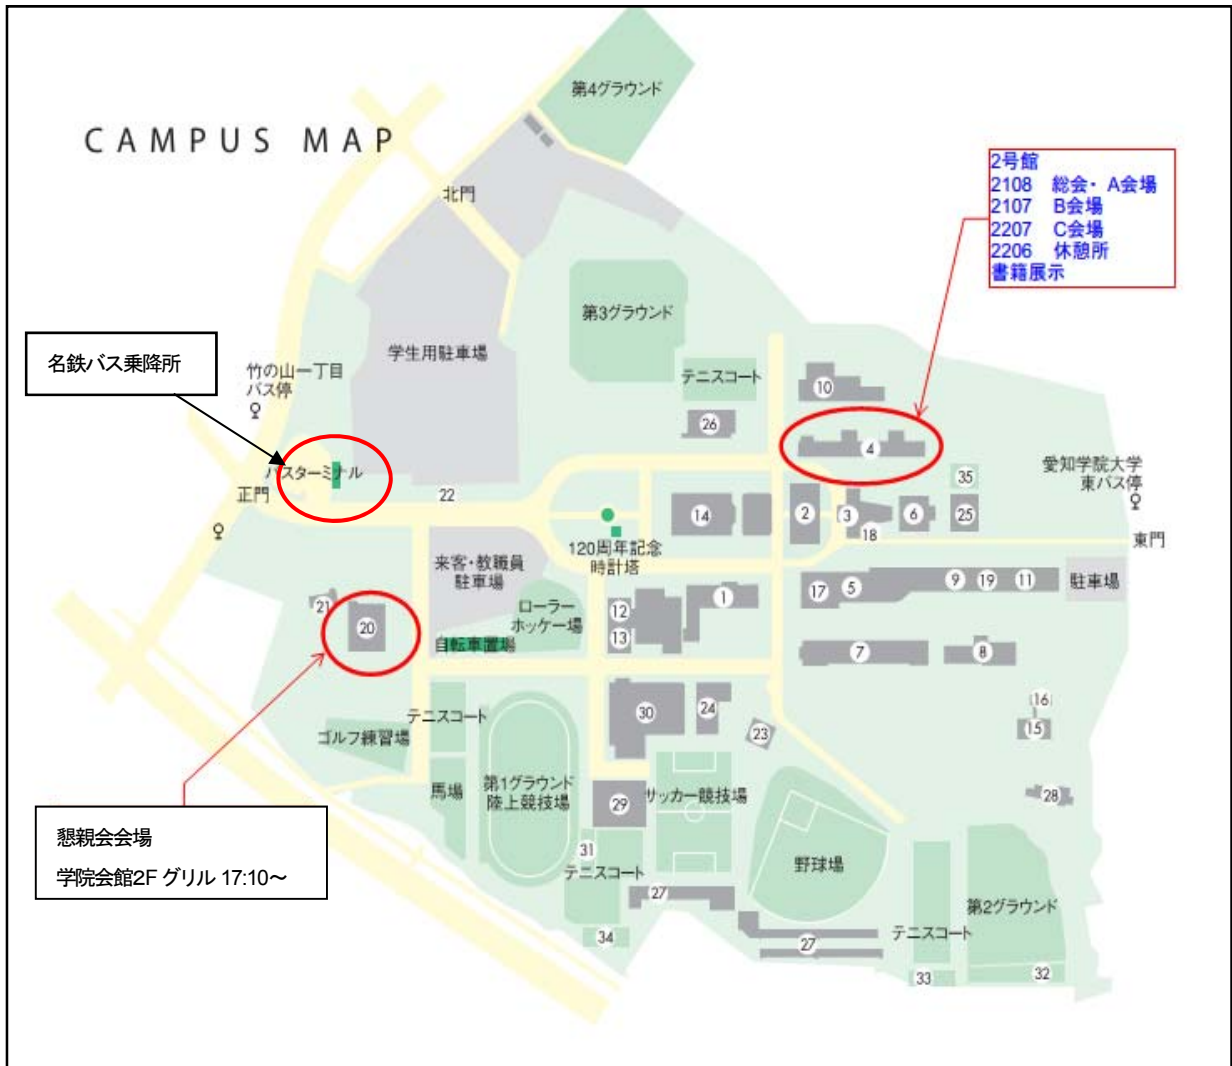 CAMPUS MAP
第4グラウンド
北門
2号館
2108 総会・A会場
2107 B会場
2207 C会場
2206 休憩所
書籍展示
第3グラウンド
学生用駐車場
名鉄バス乗降所
竹の山一丁目
バス停
テニスコート
10
26
4
バスターミナル
正門
22
愛知学院大学
東バス停
35
14
2
3
6
25
18
東門
120周年記念
時計塔
来客・教職員
駐車場
ローラー
ホッケー場
自転車置場
12
13
1
17
5
9
19
11
駐車場
21
20
7
8
テニスコート
ゴルフ練習場
30
24
23
16
15
馬場
第1グラウンド
陸上競技場
29
サッカー競技場
28
懇親会会場
学院会館2F グリル 17:10～
31
テニスコート
野球場
27
34
27
テニスコート
第2グラウンド
33
32